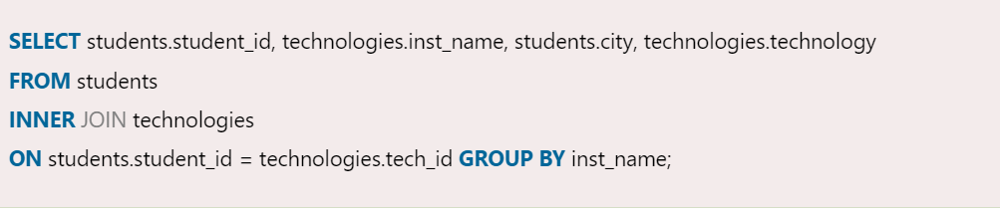 SELECT students.student_id, technologies.inst_name, students.city, technologies.technology
FROM students
INNER JOIN technologies
ON students.student_id = technologies.tech_id GROUP BY inst_name;